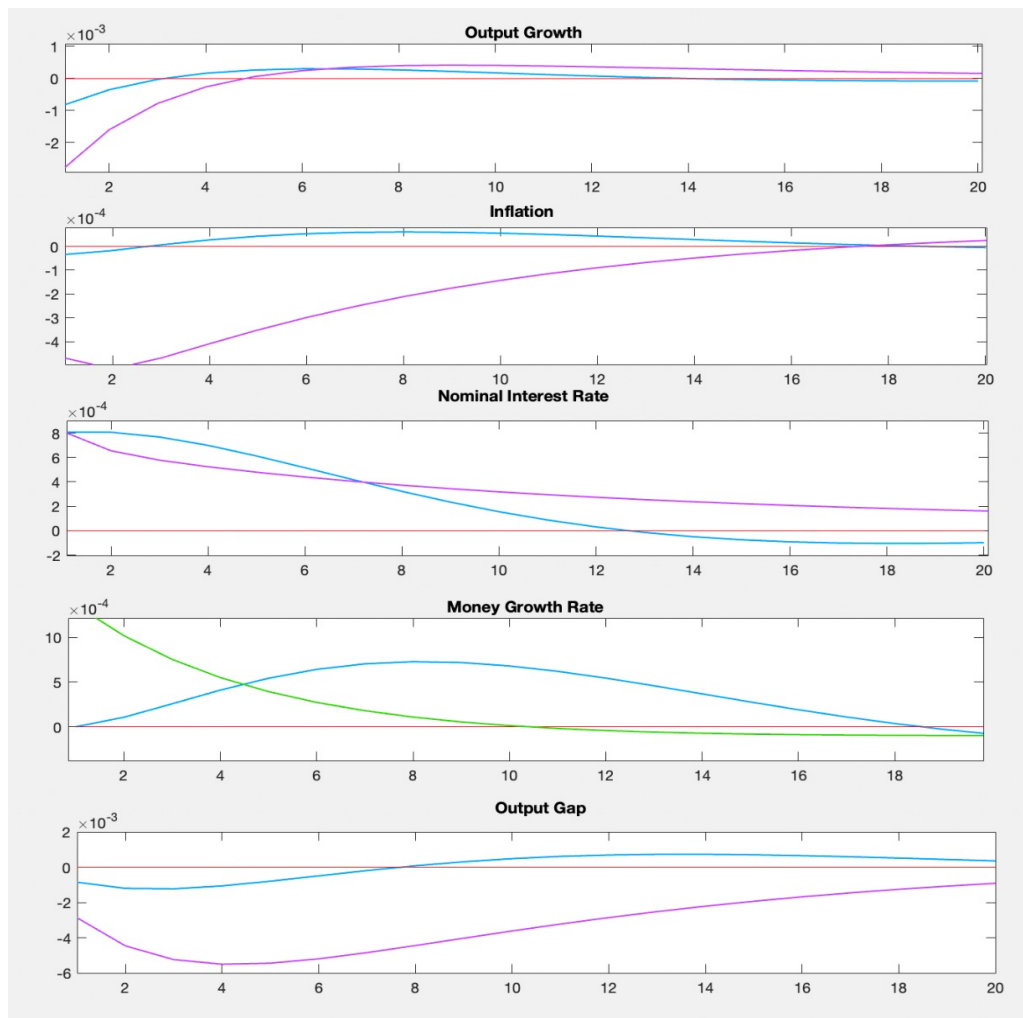 Output Growth
×10⁻³
1
0
-1
-2
2 4 6 8 10 12 14 16 18 20
Inflation
×10⁻⁴
0
-1
-2
-3
-4
2 4 6 8 10 12 14 16 18 20
Nominal Interest Rate
×10⁻⁴
8
6
4
2
0
-2
2 4 6 8 10 12 14 16 18 20
Money Growth Rate
×10⁻⁴
10
5
0
2 4 6 8 10 12 14 16 18
Output Gap
×10⁻³
2
0
-2
-4
-6
2 4 6 8 10 12 14 16 18 20